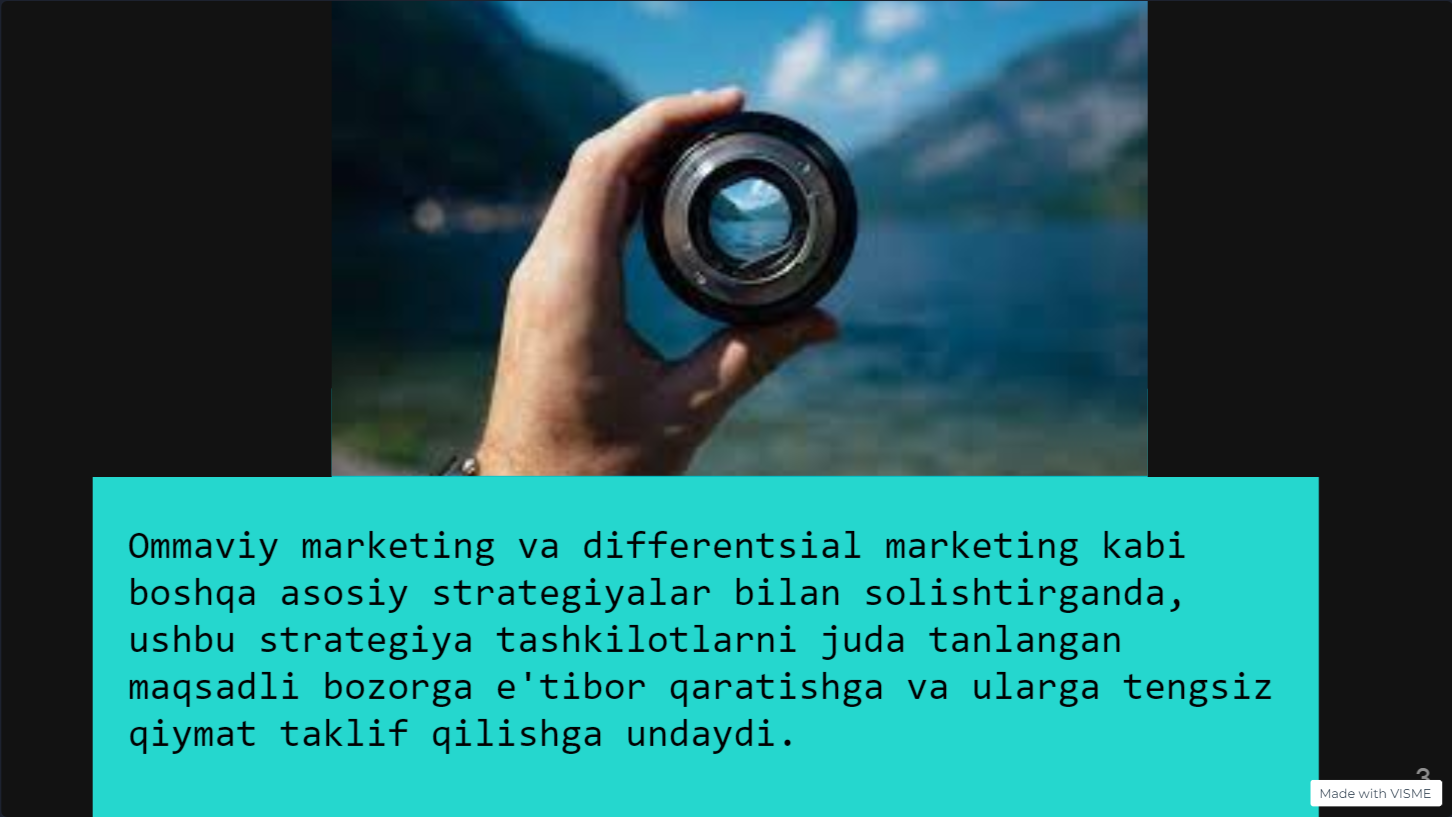 Ommaviy marketing va differentsial marketing kabi
boshqa asosiy strategiyalar bilan solishtirganda,
ushbu strategiya tashkilotlarni juda tanlangan
maqsadli bozorga e'tibor qaratishga va ularga tengsiz
qiymat taklif qilishga undaydi.
3
Made with VISME